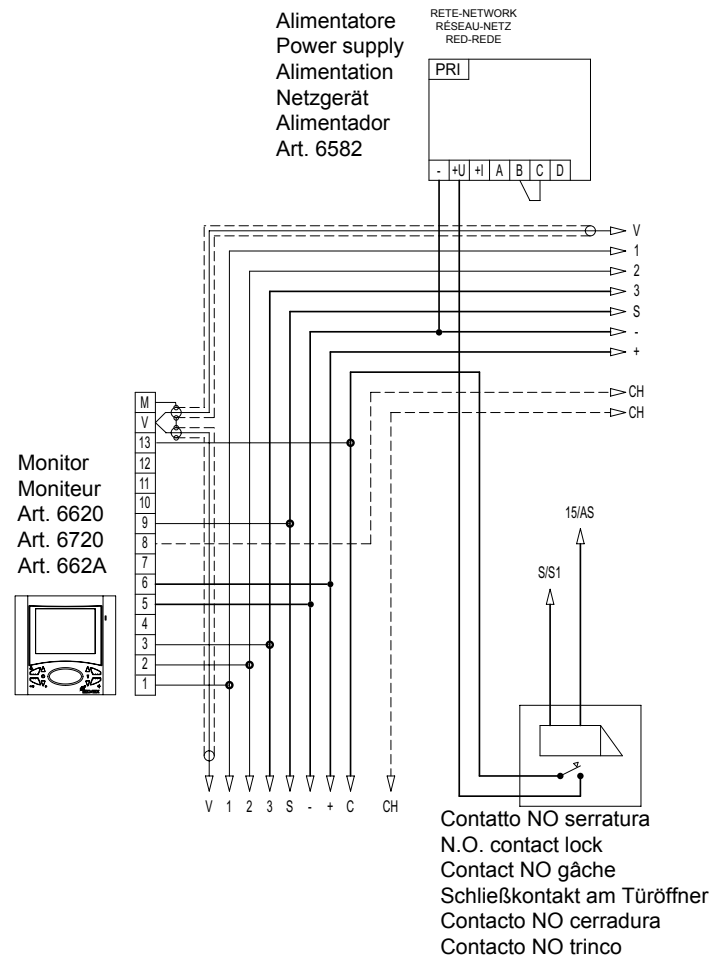 Alimentatore
Power supply
Alimentation
Netzgerät
Alimentador
Art. 6582
RETE-NETWORK
RÉSEAU-NETZ
RED-REDE
PRI
- +U +I A B C D
V
1
2
3
S
-
+
CH
CH
M
V
13
12
11
10
9
8
7
6
5
4
3
2
1
Monitor
Moniteur
Art. 6620
Art. 6720
Art. 662A
15/AS
S/S1
V 1 2 3 S - + C CH
Contatto NO serratura
N.O. contact lock
Contact NO gâche
Schließkontakt am Türöffner
Contacto NO cerradura
Contacto NO trinco